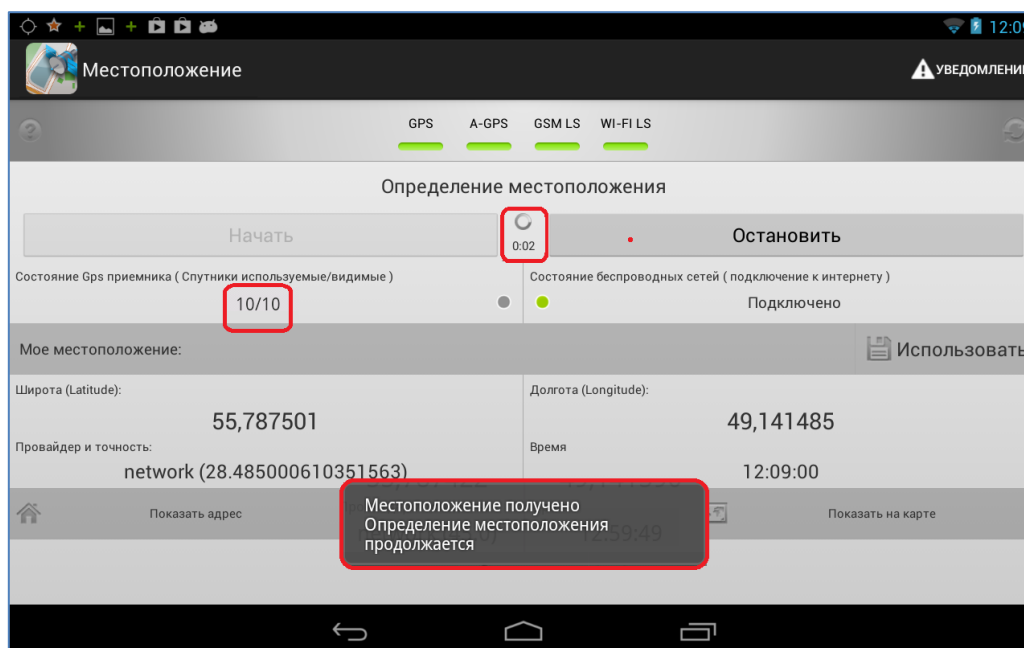 12:09
Местоположение
УВЕДОМЛЕНИ
GPS A-GPS GSM LS WI-FI LS
Определение местоположения
Начать
0:02
Остановить
Состояние Gps приемника ( Спутники используемые/видимые )
Состояние беспроводных сетей ( подключение к интернету )
10/10
Подключено
Мое местоположение:
Использовать
Широта (Latitude):
Долгота (Longitude):
55,787501
49,141485
Провайдер и точность:
Время
network (28.485000610351563)
12:09:00
Показать адрес
Показать на карте
Местоположение получено
Определение местоположения
продолжается
12:59:49